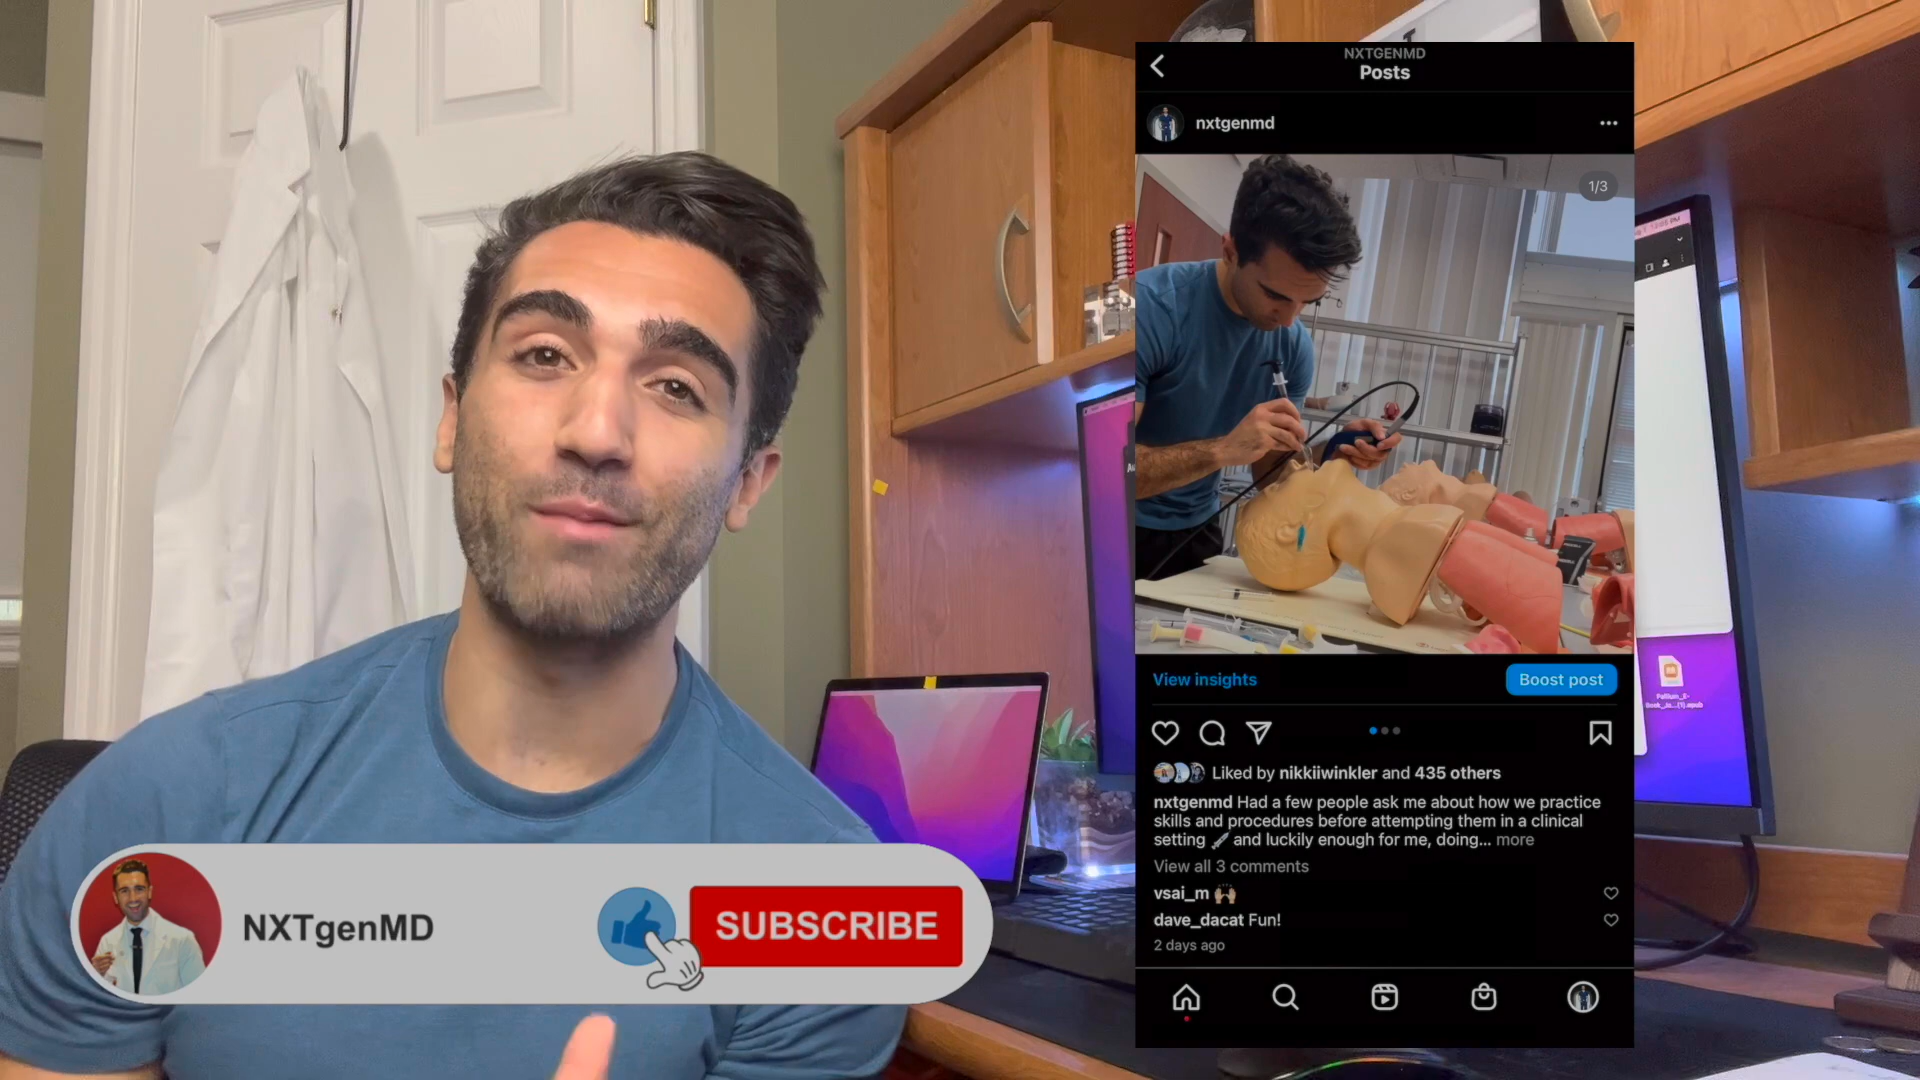 NXTGENMD
Posts
nxtgenmd
1/3
View insights
Boost post
Liked by nikkiiwinkler and 435 others
nxtgenmd Had a few people ask me about how we practice
skills and procedures before attempting them in a clinical
setting 💉 and luckily enough for me, doing... more
View all 3 comments
vsai_m 🙌🏼
dave_dacat Fun!
2 days ago
NXTgenMD
SUBSCRIBE